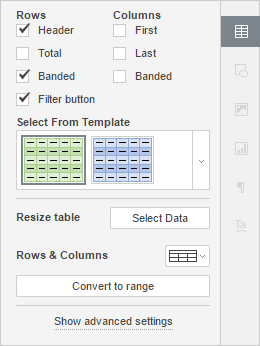 Rows Columns
Header First
Total Last
Banded Banded
Filter button
Select From Template
Resize table Select Data
Rows & Columns
Convert to range
Show advanced settings
¶
Ta